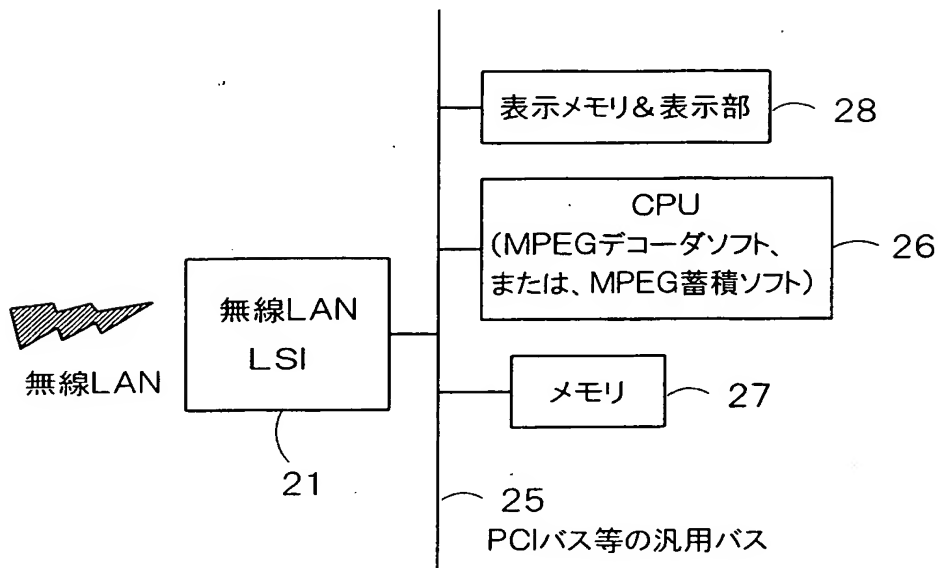 表示メモリ&表示部
28
CPU
(MPEGデコーダソフト、
または、MPEG蓄積ソフト)
26
無線LAN
LSI
無線LAN
メモリ
27
21
25
PCIバス等の汎用バス